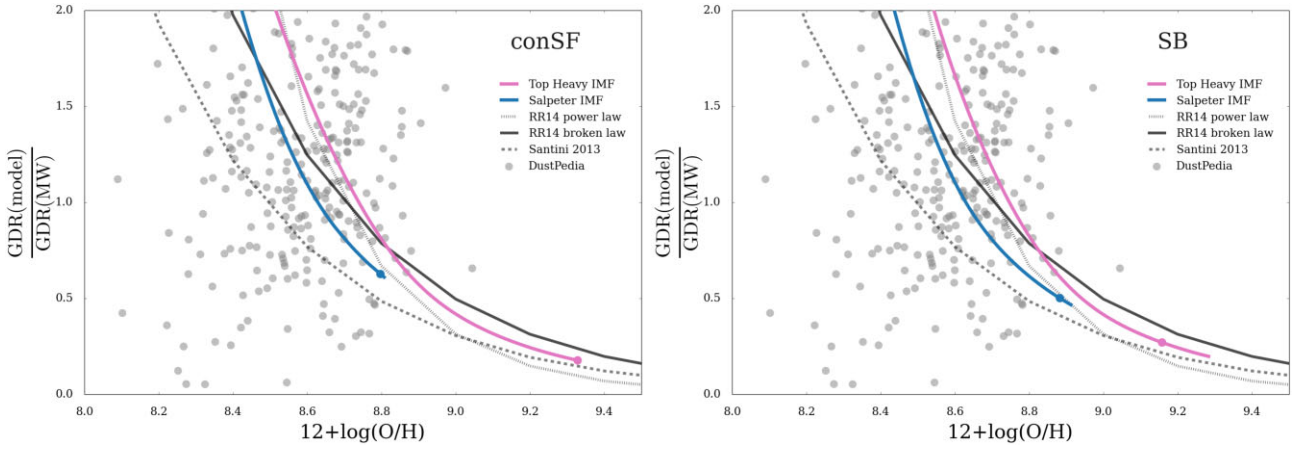 conSF
Top Heavy IMF
Salpeter IMF
RR14 power law
RR14 broken law
Santini 2013
DustPedia
GDR(model)
GDR(MW)
2.0
1.5
1.0
0.5
0.0
8.0 8.2 8.4 8.6 8.8 9.0 9.2 9.4
12+log(O/H)
SB
Top Heavy IMF
Salpeter IMF
RR14 power law
RR14 broken law
Santini 2013
DustPedia
GDR(model)
GDR(MW)
2.0
1.5
1.0
0.5
0.0
8.0 8.2 8.4 8.6 8.8 9.0 9.2 9.4
12+log(O/H)